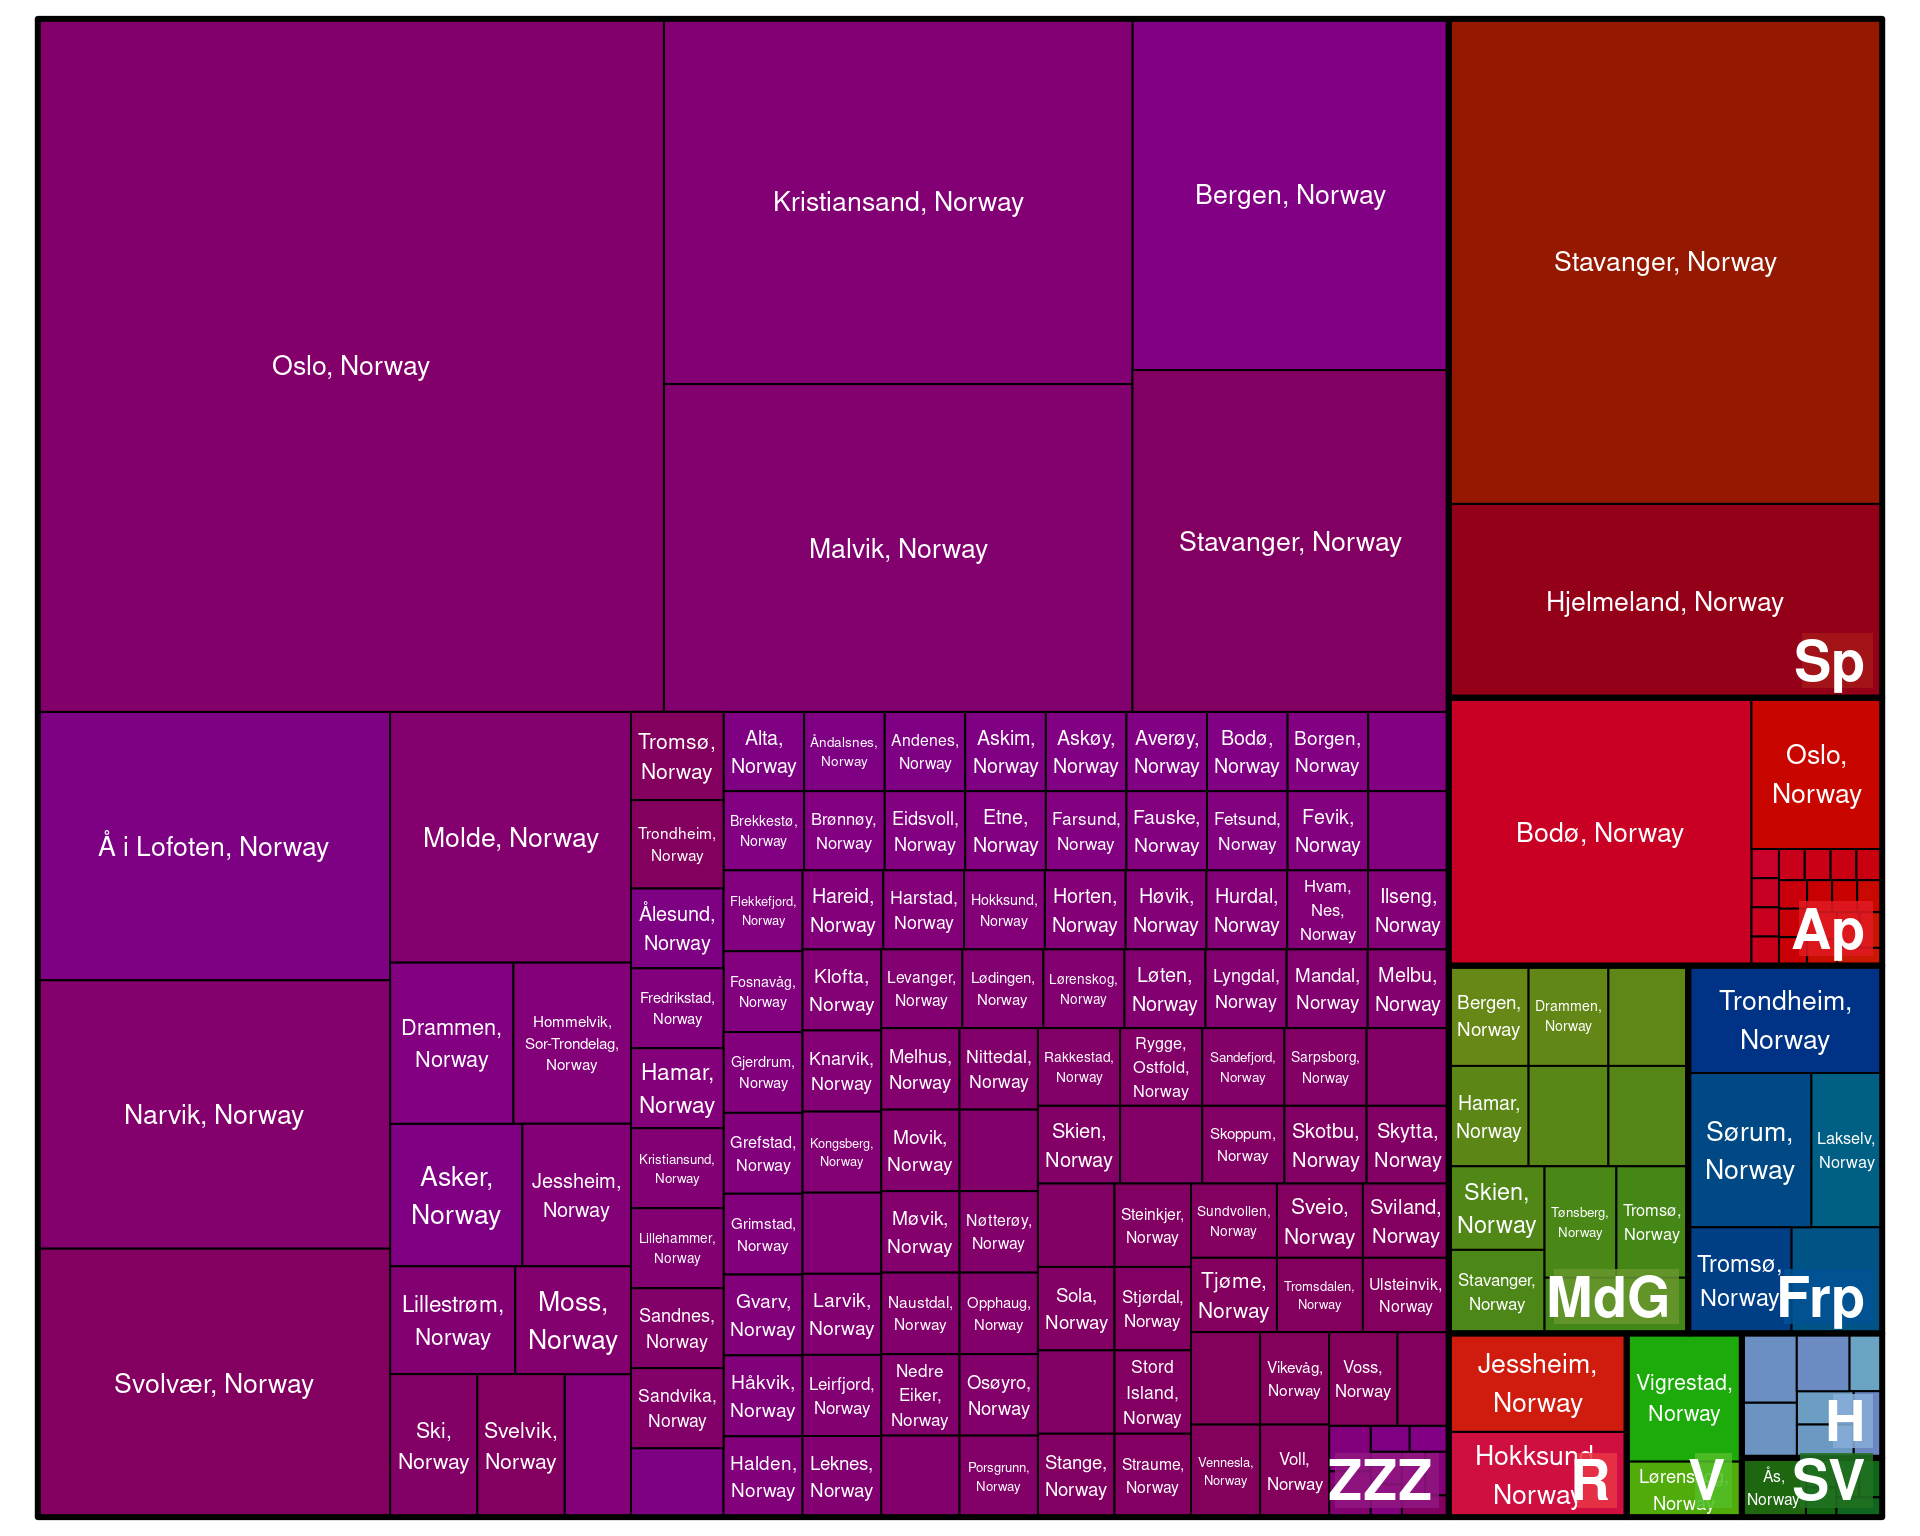 Oslo, Norway
Kristiansand, Norway
Bergen, Norway
Malvik, Norway
Stavanger, Norway
Å i Lofoten, Norway
Narvik, Norway
Svolvær, Norway
Molde, Norway
Drammen,
Norway
Hommelvik,
Sor-Trondelag,
Norway
Asker,
Norway
Jessheim,
Norway
Lillestrøm,
Norway
Moss,
Norway
Ski,
Norway
Svelvik,
Norway
Tromsø,
Norway
Trondheim,
Norway
Ålesund,
Norway
Fredrikstad,
Norway
Hamar,
Norway
Kristiansund,
Norway
Lillehammer,
Norway
Sandnes,
Norway
Sandvika,
Norway
Alta,
Norway
Åndalsnes,
Norway
Andenes,
Norway
Askim,
Norway
Askøy,
Norway
Averøy,
Norway
Bodø,
Norway
Borgen,
Norway
Brekkestø,
Norway
Brønnøy,
Norway
Eidsvoll,
Norway
Etne,
Norway
Farsund,
Norway
Fauske,
Norway
Fetsund,
Norway
Fevik,
Norway
Flekkefjord,
Norway
Hareid,
Norway
Harstad,
Norway
Hokksund,
Norway
Horten,
Norway
Høvik,
Norway
Hurdal,
Norway
Hvam,
Nes,
Norway
Ilseng,
Norway
Fosnavåg,
Norway
Klofta,
Norway
Levanger,
Norway
Lødingen,
Norway
Lørenskog,
Norway
Løten,
Norway
Lyngdal,
Norway
Mandal,
Norway
Melbu,
Norway
Gjerdrum,
Norway
Knarvik,
Norway
Melhus,
Norway
Nittedal,
Norway
Rakkestad,
Norway
Rygge,
Ostfold,
Norway
Sandefjord,
Norway
Sarpsborg,
Norway
Grefstad,
Norway
Kongsberg,
Norway
Movik,
Norway
Skien,
Norway
Skoppum,
Norway
Skotbu,
Norway
Skytta,
Norway
Grimstad,
Norway
Møvik,
Norway
Nøtterøy,
Norway
Steinkjer,
Norway
Sundvollen,
Norway
Sveio,
Norway
Sviland,
Norway
Gvarv,
Norway
Larvik,
Norway
Naustdal,
Norway
Opphaug,
Norway
Sola,
Norway
Stjørdal,
Norway
Tjøme,
Norway
Tromsdalen,
Norway
Ulsteinvik,
Norway
Håkvik,
Norway
Leirfjord,
Norway
Nedre
Eiker,
Norway
Osøyro,
Norway
Stord
Island,
Norway
Vikevåg,
Norway
Voss,
Norway
Halden,
Norway
Leknes,
Norway
Porsgrunn,
Norway
Stange,
Norway
Straume,
Norway
Vennesla,
Norway
Voll,
Norway
ZZZ
Stavanger, Norway
Hjelmeland, Norway
Sp
Bodø, Norway
Oslo,
Norway
Ap
Bergen,
Norway
Drammen,
Norway
Hamar,
Norway
Skien,
Norway
Tønsberg,
Norway
Tromsø,
Norway
Stavanger,
Norway
MdG
Trondheim,
Norway
Sørum,
Norway
Lakselv,
Norway
Tromsø,
Norway
Frp
Jessheim,
Norway
Hokksund,
Norway
R
Vigrestad,
Norway
Norway
V
H
Ås,
Norway
SV